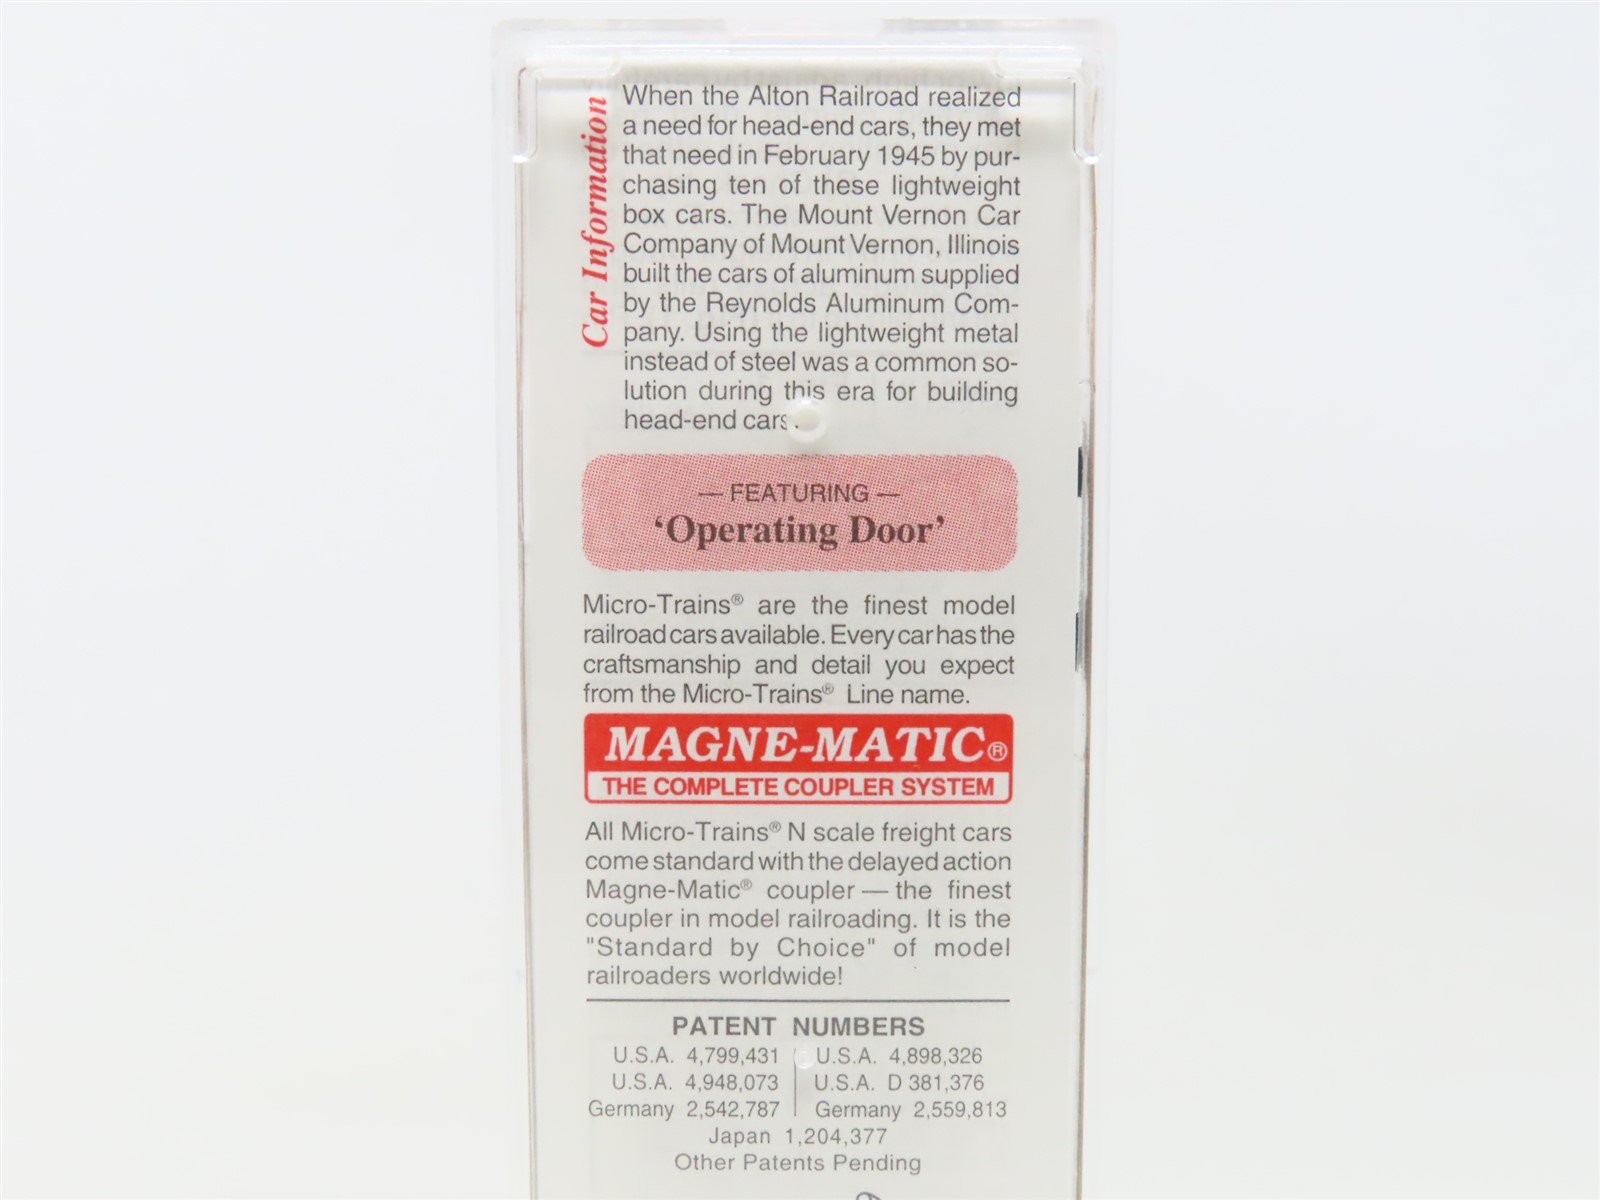 Car Information
When the Alton Railroad realized
a need for head-end cars, they met
that need in February 1945 by pur-
chasing ten of these lightweight
box cars. The Mount Vernon Car
Company of Mount Vernon, Illinois
built the cars of aluminum supplied
by the Reynolds Aluminum Com-
pany. Using the lightweight metal
instead of steel was a common so-
lution during this era for building
head-end cars.
— FEATURING —
‘Operating Door’
Micro-Trains® are the finest model
railroad cars available. Every car has the
craftsmanship and detail you expect
from the Micro-Trains® Line name.
MAGNE-MATIC®
THE COMPLETE COUPLER SYSTEM
All Micro-Trains® N scale freight cars
come standard with the delayed action
Magne-Matic® coupler — the finest
coupler in model railroading. It is the
"Standard by Choice" of model
railroaders worldwide!
PATENT NUMBERS
U.S.A. 4,799,431 U.S.A. 4,898,326
U.S.A. 4,948,073 U.S.A. D 381,376
Germany 2,542,787 Germany 2,559,813
Japan 1,204,377
Other Patents Pending